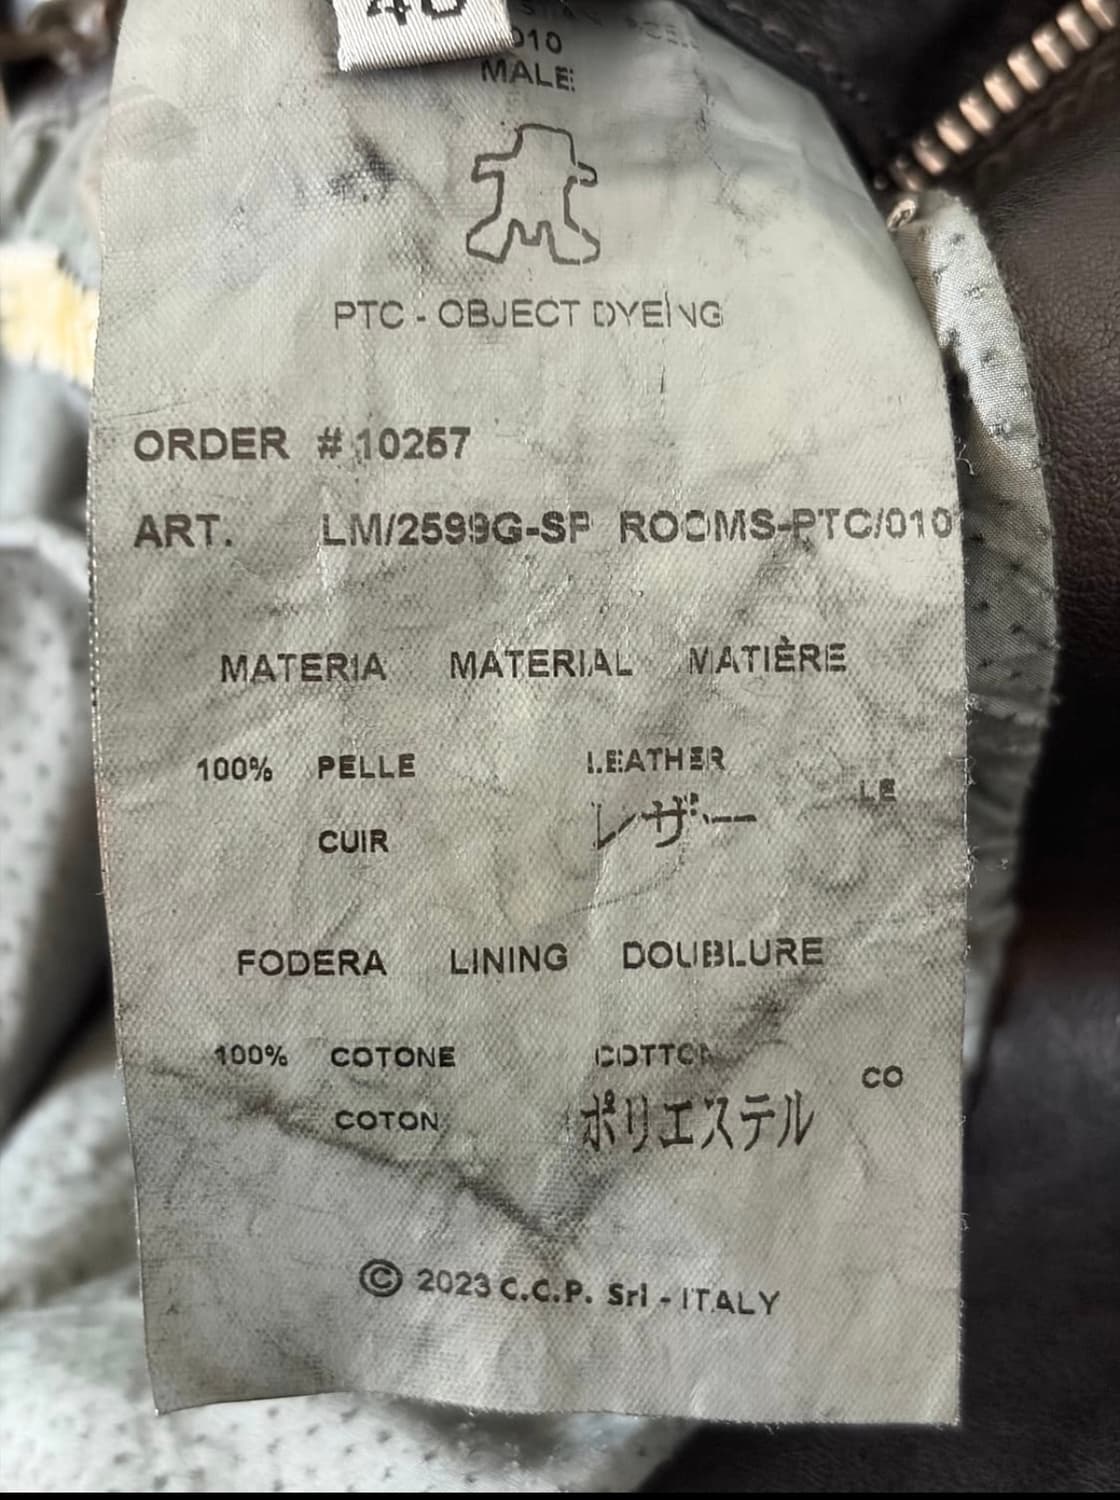 MALE
PTC - OBJECT DYEING
ORDER # 10267
ART. LM/2599G-SP ROOMS-PTC/010
MATERIA MATERIAL MATIÈRE
100% PELLE LEATHER
LE
CUIR レザー
FODERA LINING DOUBLURE
100% COTONE COTTON
CO
COTON ポリエステル
© 2023 C.C.P. Srl - ITALY